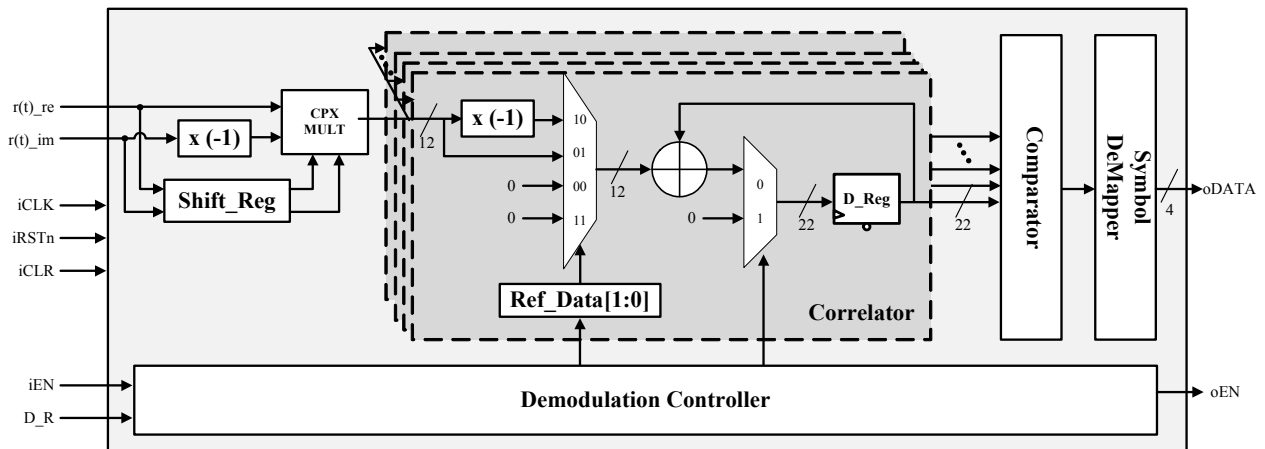 r(t)_re
r(t)_im
iCLK
iRSTn
iCLR
iEN
D_R
x (-1)
Shift_Reg
CPX
MULT
12
x (-1)
10
01
00
11
0
0
12
Ref_Data[1:0]
0
0
1
22
D_Reg
22
Correlator
Comparator
Symbol
DeMapper
4
oDATA
Demodulation Controller
oEN